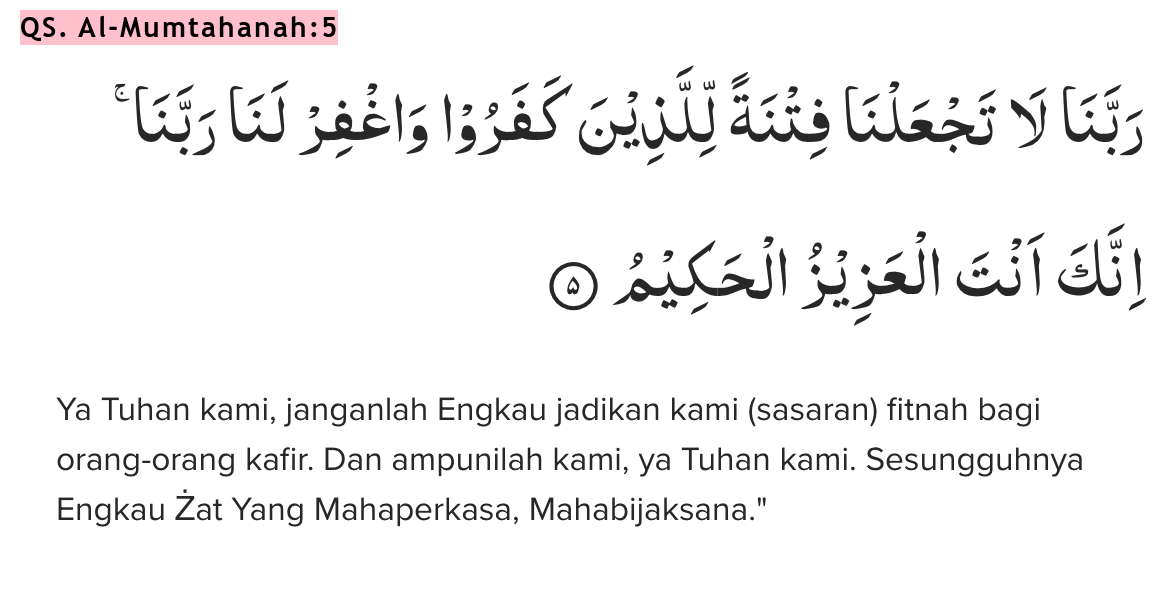 QS. Al-Mumtahanah:5
رَبَّنَا لَا تَجْعَلْنَا فِتْنَةً لِّلَّذِيْنَ كَفَرُوْا وَاغْفِرْ لَنَا رَبَّنَاۚ
اِنَّكَ اَنْتَ الْعَزِيْزُ الْحَكِيْمُ ۵
Ya Tuhan kami, janganlah Engkau jadikan kami (sasaran) fitnah bagi
orang-orang kafir. Dan ampunilah kami, ya Tuhan kami. Sesungguhnya
Engkau Żat Yang Mahaperkasa, Mahabijaksana."